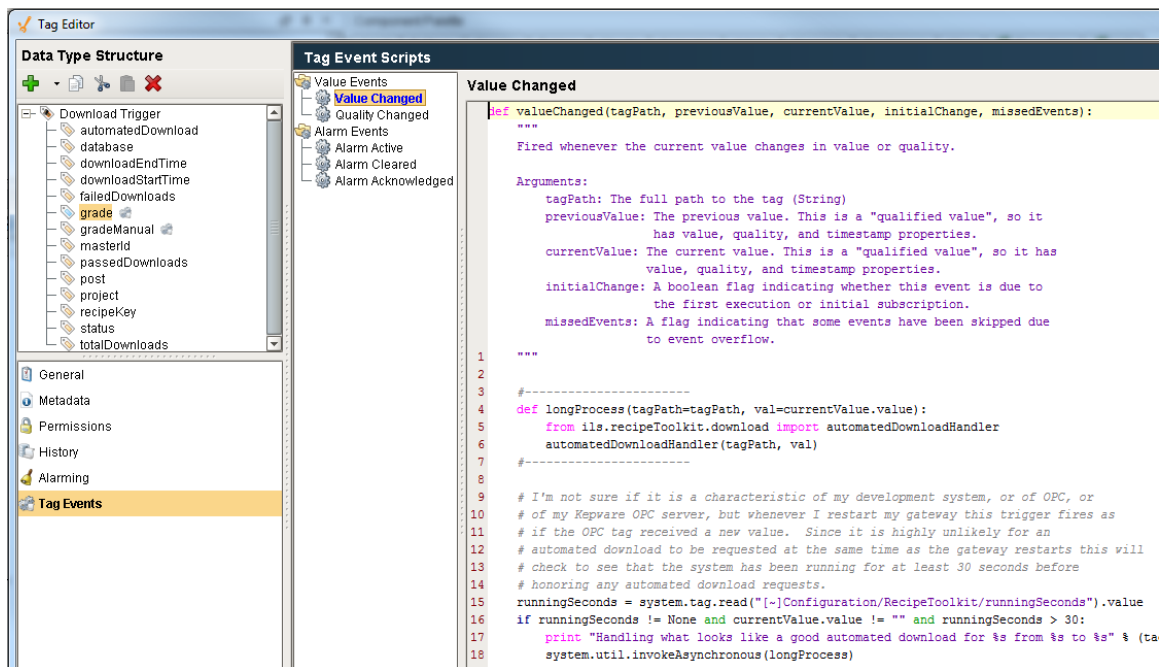 Tag Editor
Data Type Structure
Download Trigger
automatedDownload
database
downloadEndTime
downloadStartTime
failedDownloads
grade
gradeManual
masterId
passedDownloads
post
project
recipeKey
status
totalDownloads
General
Metadata
Permissions
History
Alarming
Tag Events
Tag Event Scripts
Value Events
Value Changed
Quality Changed
Alarm Events
Alarm Active
Alarm Cleared
Alarm Acknowledged
Value Changed
def valueChanged(tagPath, previousValue, currentValue, initialChange, missedEvents):
"""
Fired whenever the current value changes in value or quality.
Arguments:
tagPath: The full path to the tag (String)
previousValue: The previous value. This is a "qualified value", so it
has value, quality, and timestamp properties.
currentValue: The current value. This is a "qualified value", so it has
value, quality, and timestamp properties.
initialChange: A boolean flag indicating whether this event is due to
the first execution or initial subscription.
missedEvents: A flag indicating that some events have been skipped due
to event overflow.
1 """
2
3 #-----------------------
4 def longProcess(tagPath=tagPath, val=currentValue.value):
5 from ils.recipeToolkit.download import automatedDownloadHandler
6 automatedDownloadHandler(tagPath, val)
7 #-----------------------
8
9 # I'm not sure if it is a characteristic of my development system, or of OPC, or
10 # of my Kepware OPC server, but whenever I restart my gateway this trigger fires as
11 # if the OPC tag received a new value.  Since it is highly unlikely for an
12 # automated download to be requested at the same time as the gateway restarts this will
13 # check to see that the system has been running for at least 30 seconds before
14 # honoring any automated download requests.
15 runningSeconds = system.tag.read("[~]Configuration/RecipeToolkit/runningSeconds").value
16 if runningSeconds != None and currentValue.value != "" and runningSeconds > 30:
17 print "Handling what looks like a good automated download for %s from %s to %s" % (ta
18 system.util.invokeAsynchronous(longProcess)